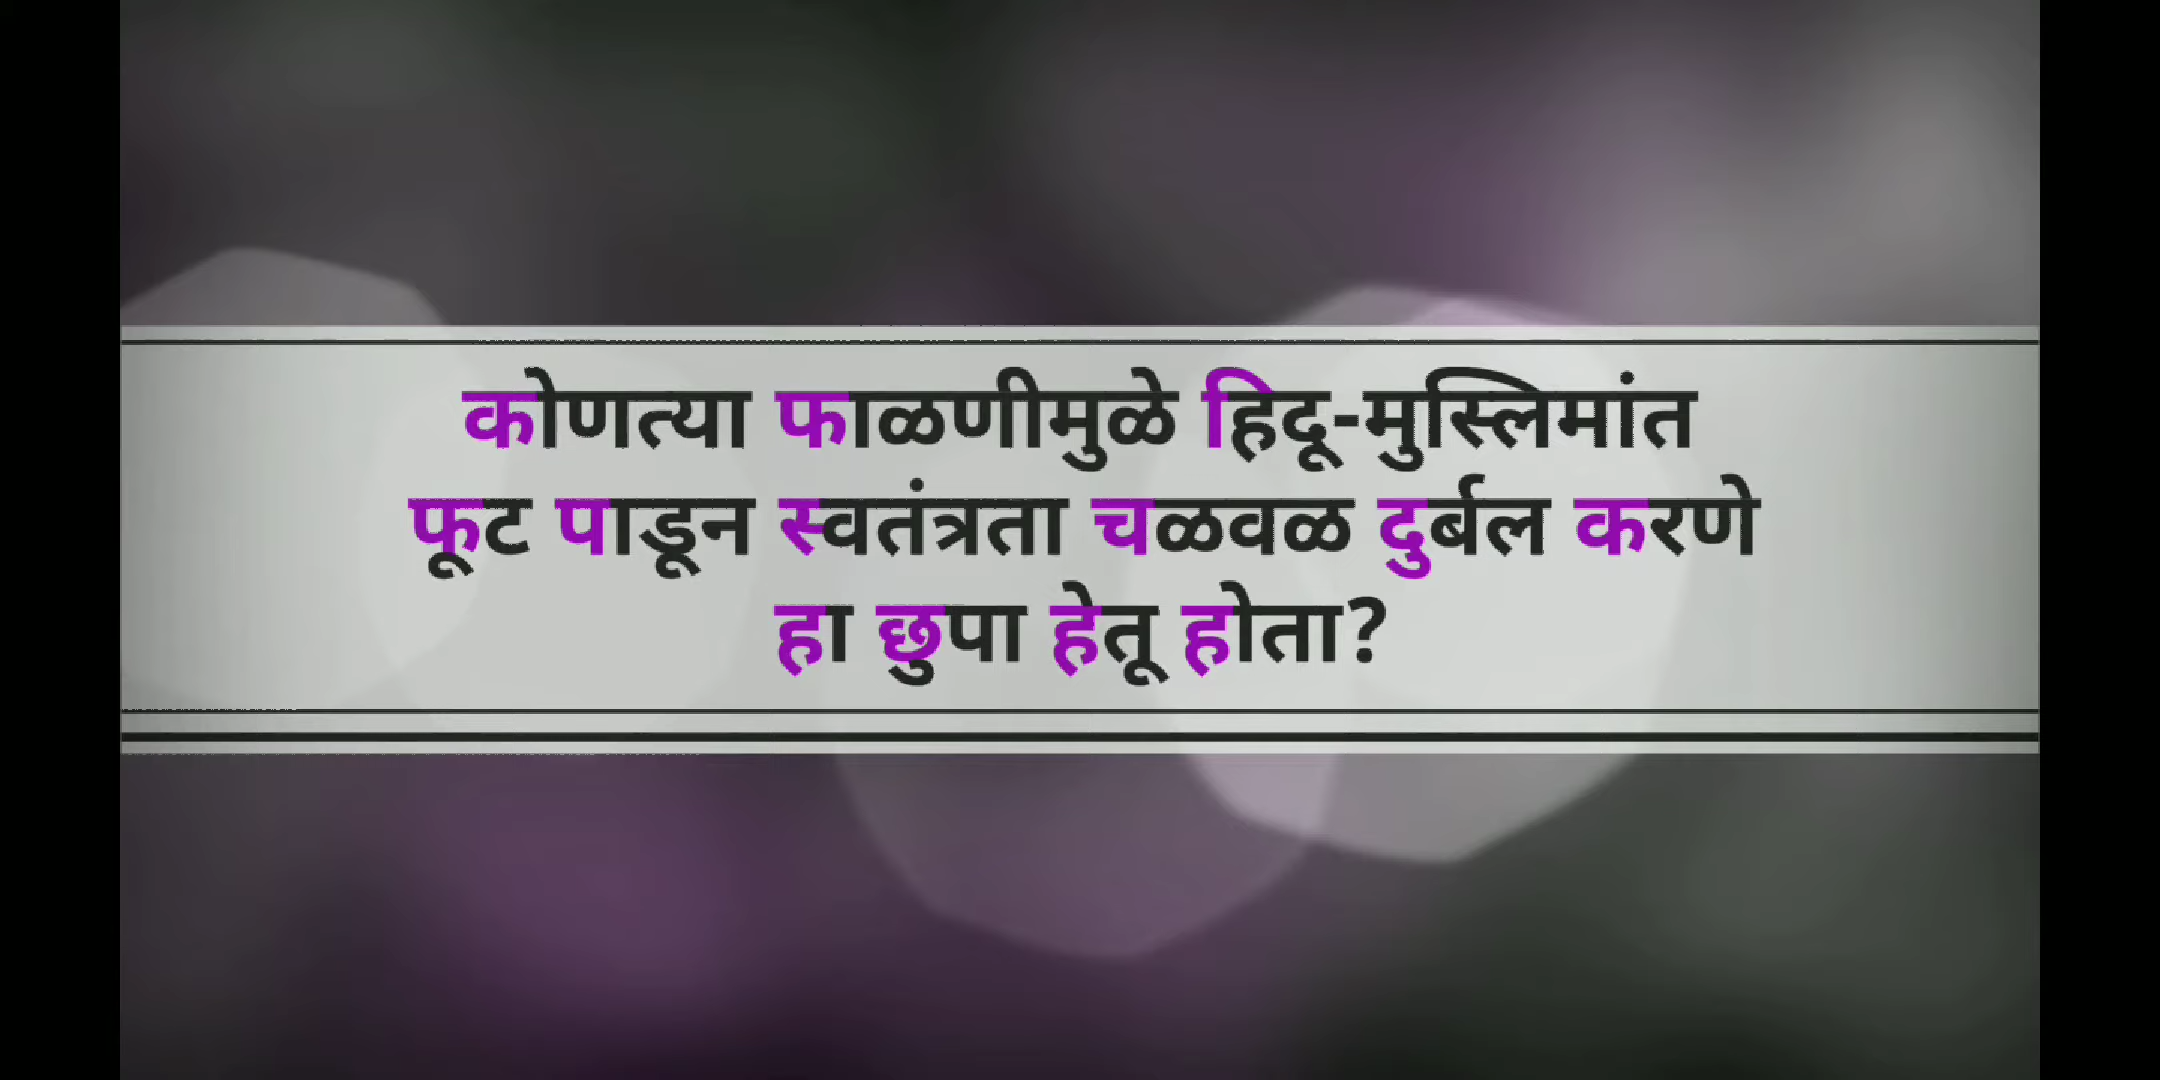 कोणत्या फाळणीमुळे हिदू-मुस्लिमांत
फूट पाडून स्वतंत्रता चळवळ दुर्बल करणे
हा छुपा हेतू होता?